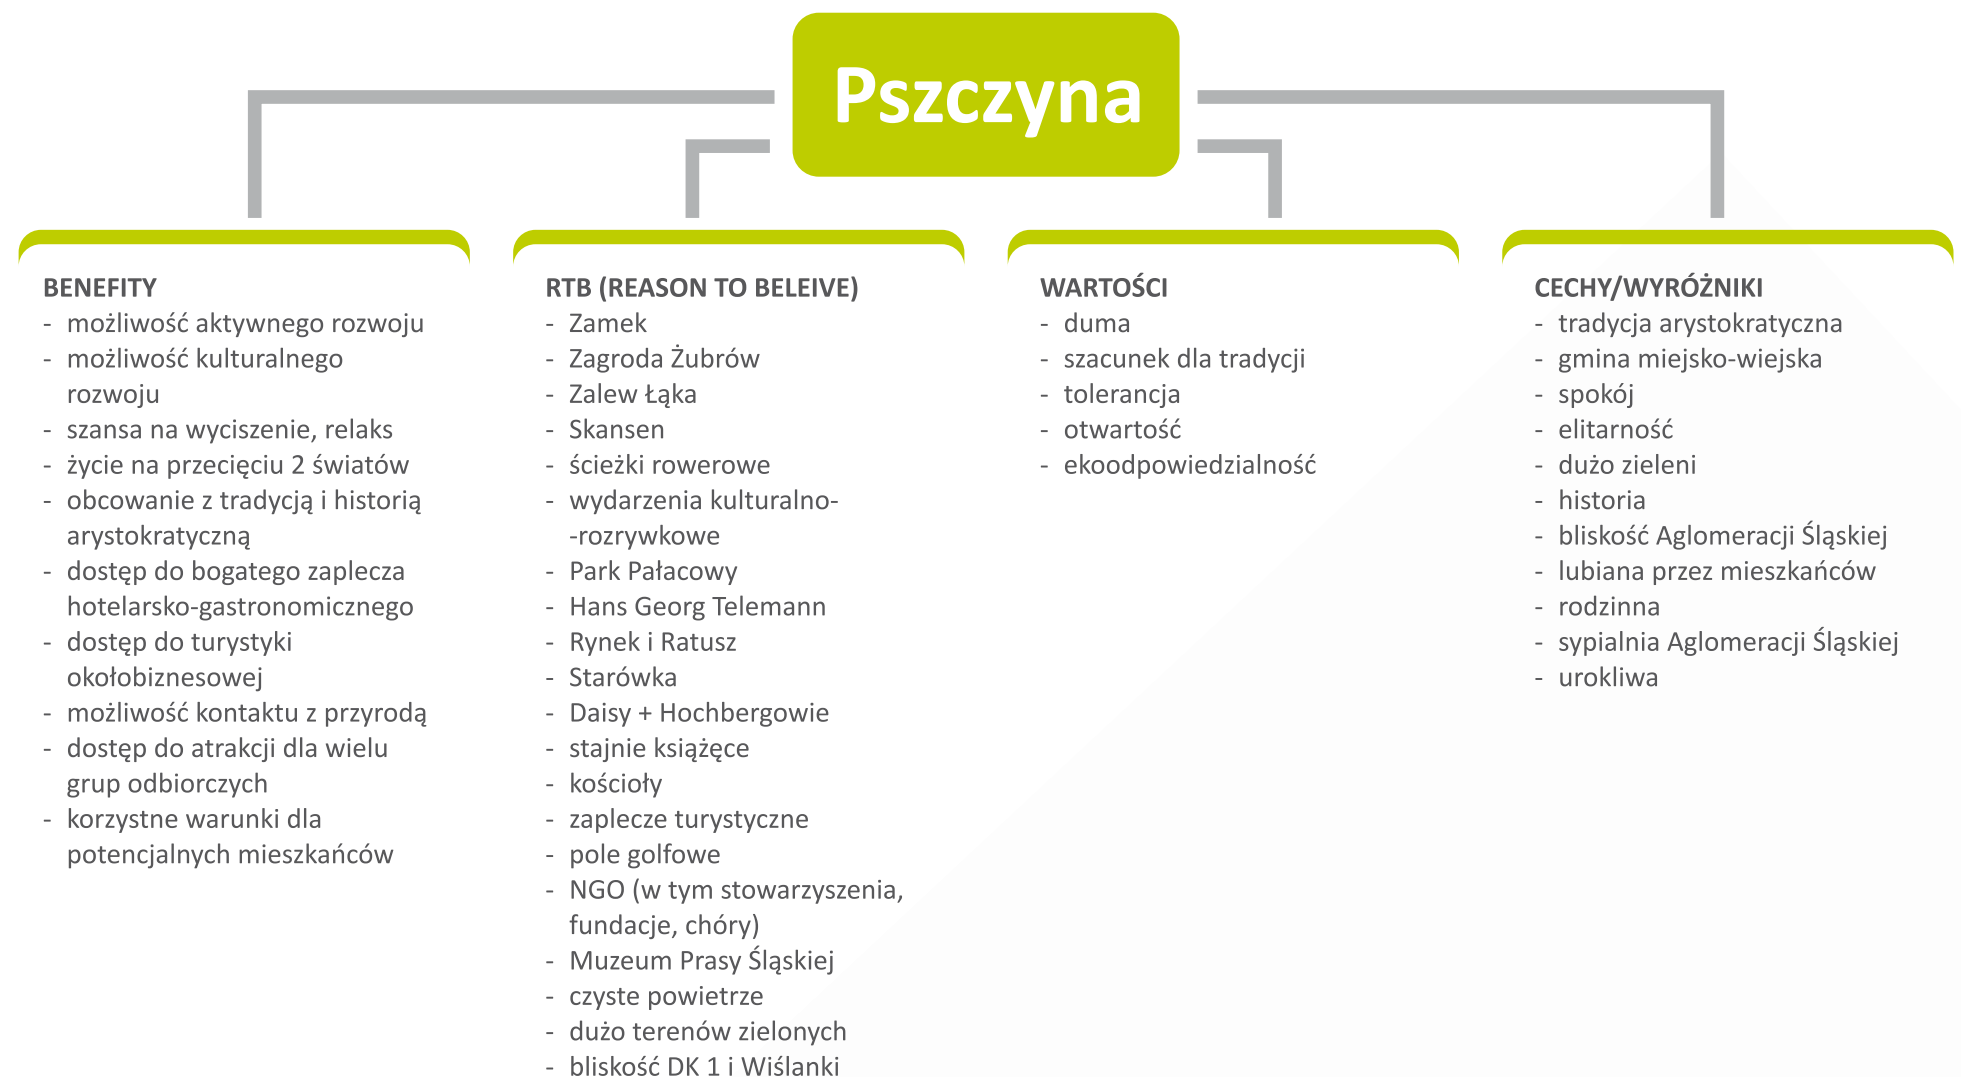 Pszczyna
BENEFITY
- możliwość aktywnego rozwoju
- możliwość kulturalnego
rozwoju
- szansa na wyciszenie, relaks
- życie na przecięciu 2 światów
- obcowanie z tradycją i historią
arystokratyczną
- dostęp do bogatego zaplecza
hotelarsko-gastronomicznego
- dostęp do turystyki
okołobiznesowej
- możliwość kontaktu z przyrodą
- dostęp do atrakcji dla wielu
grup odbiorczych
- korzystne warunki dla
potencjalnych mieszkańców
RTB (REASON TO BELEIVE)
- Zamek
- Zagroda Żubrów
- Zalew Łąka
- Skansen
- ścieżki rowerowe
- wydarzenia kulturalno-
-rozrywkowe
- Park Pałacowy
- Hans Georg Telemann
- Rynek i Ratusz
- Starówka
- Daisy + Hochbergowie
- stajnie książęce
- kościoły
- zaplecze turystyczne
- pole golfowe
- NGO (w tym stowarzyszenia,
fundacje, chóry)
- Muzeum Prasy Śląskiej
- czyste powietrze
- dużo terenów zielonych
- bliskość DK 1 i Wiślanki
WARTOŚCI
- duma
- szacunek dla tradycji
- tolerancja
- otwartość
- ekoodpowiedzialność
CECHY/WYRÓŻNIKI
- tradycja arystokratyczna
- gmina miejsko-wiejska
- spokój
- elitarność
- dużo zieleni
- historia
- bliskość Aglomeracji Śląskiej
- lubiana przez mieszkańców
- rodzinna
- sypialnia Aglomeracji Śląskiej
- urokliwa